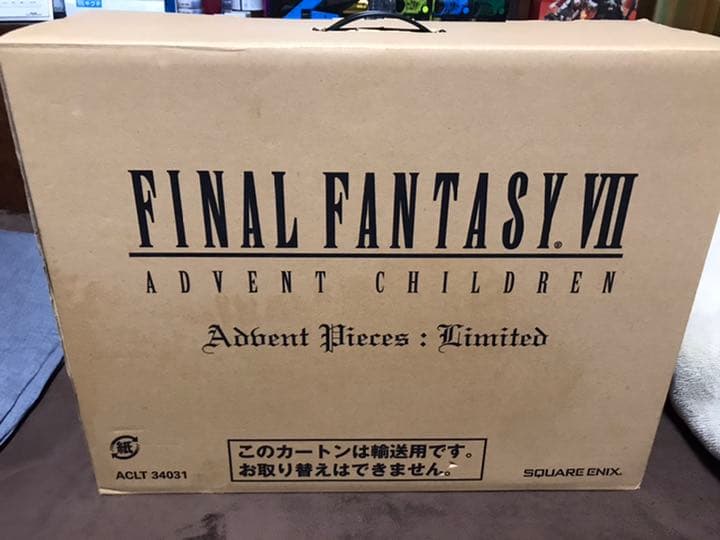 FINAL FANTASY® VII
ADVENT CHILDREN
Advent Pieces : Limited
紙
ACLT 34031
このカートンは輸送用です。
お取り替えはできません。
SQUARE ENIX.